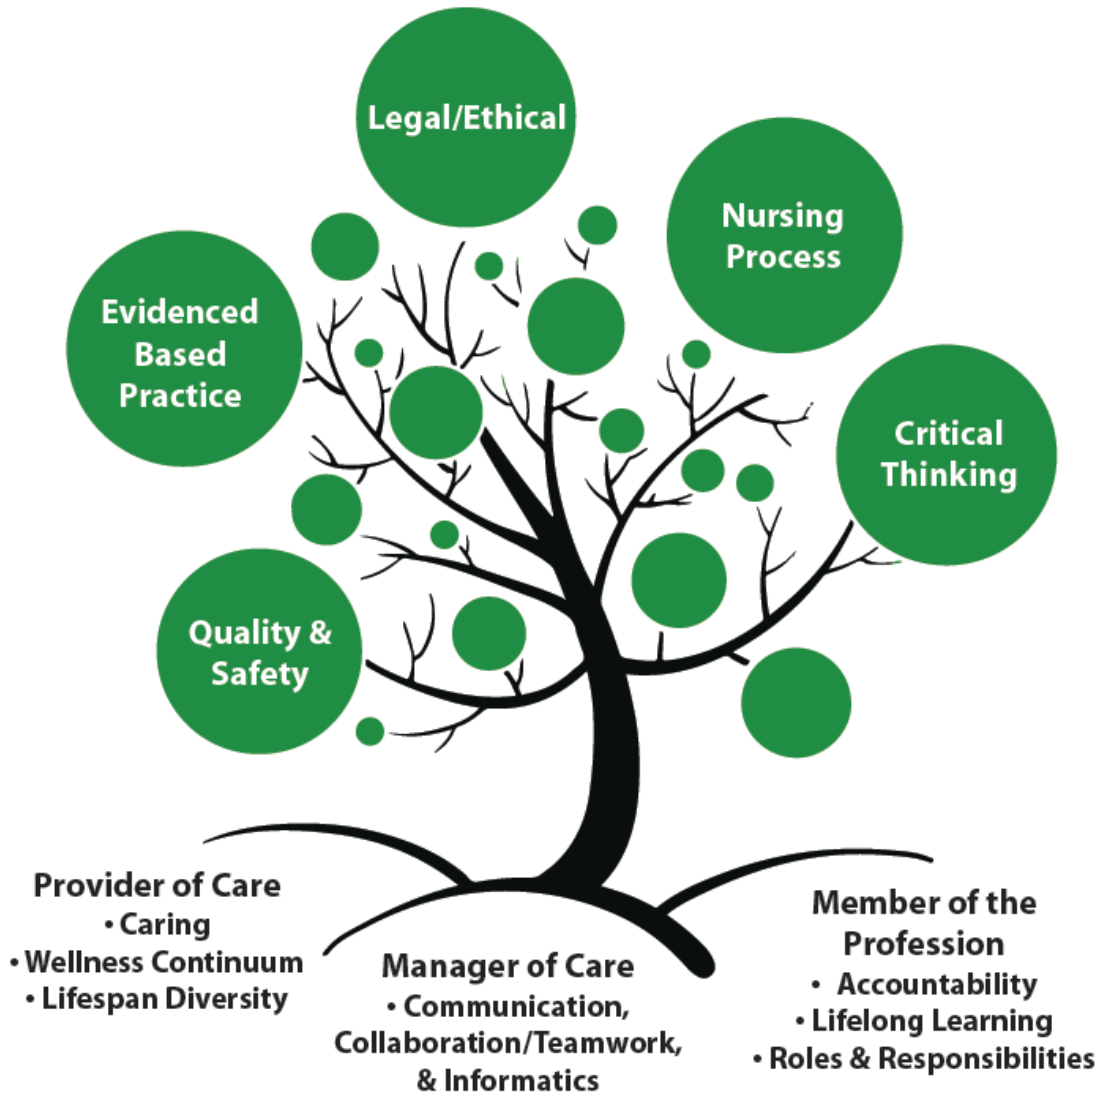 Legal/Ethical
Nursing
Process
Evidenced
Based
Practice
Critical
Thinking
Quality &
Safety
Provider of Care
• Caring
• Wellness Continuum
• Lifespan Diversity
Manager of Care
• Communication,
Collaboration/Teamwork,
& Informatics
Member of the
Profession
• Accountability
• Lifelong Learning
• Roles & Responsibilities